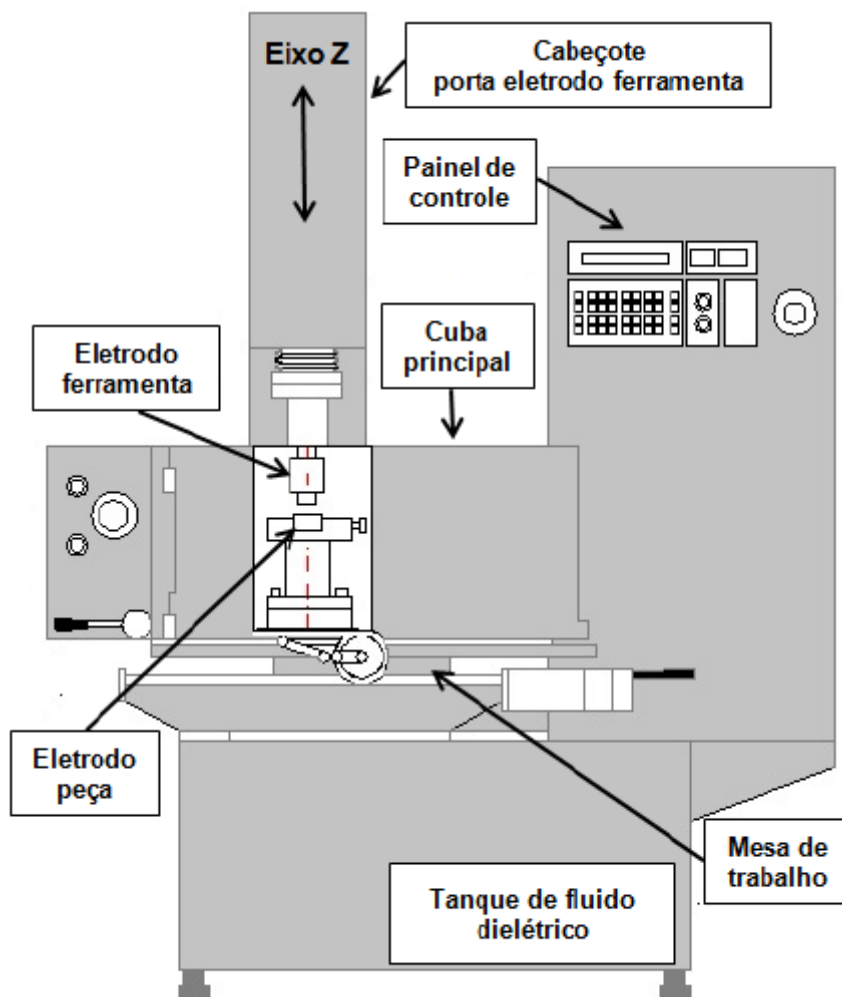 Eixo Z
Cabeçote
porta eletrodo ferramenta
Painel de
controle
Eletrodo
ferramenta
Cuba
principal
Eletrodo
peça
Mesa de
trabalho
Tanque de fluido
dielétrico